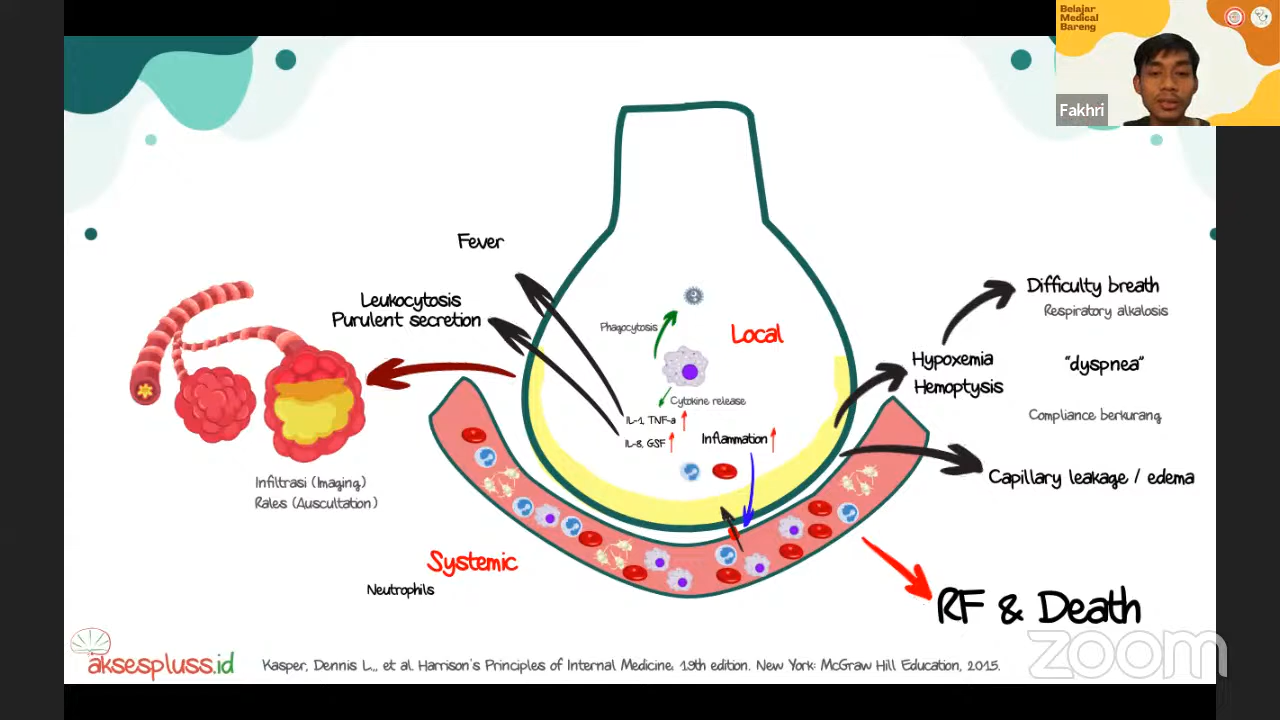 Belajar
Medical
Bareng
Fakhri
Fever
Leukocytosis
Purulent secretion
Phagocytosis
Local
Cytokine release
IL-1, TNF-a
IL-8, GSF
Inflammation
Difficulty breath
Respiratory alkalosis
Hypoxemia
Hemoptysis
"dyspnea"
Compliance berkurang
Capillary leakage / edema
Infiltrasi (Imaging)
Rales (Auscultation)
Systemic
Neutrophils
RF & Death
zoom
aksespluss.id
Kasper, Dennis L.,, et al. Harrison's Principles of Internal Medicine: 19th edition. New York: McGraw Hill Education, 2015.